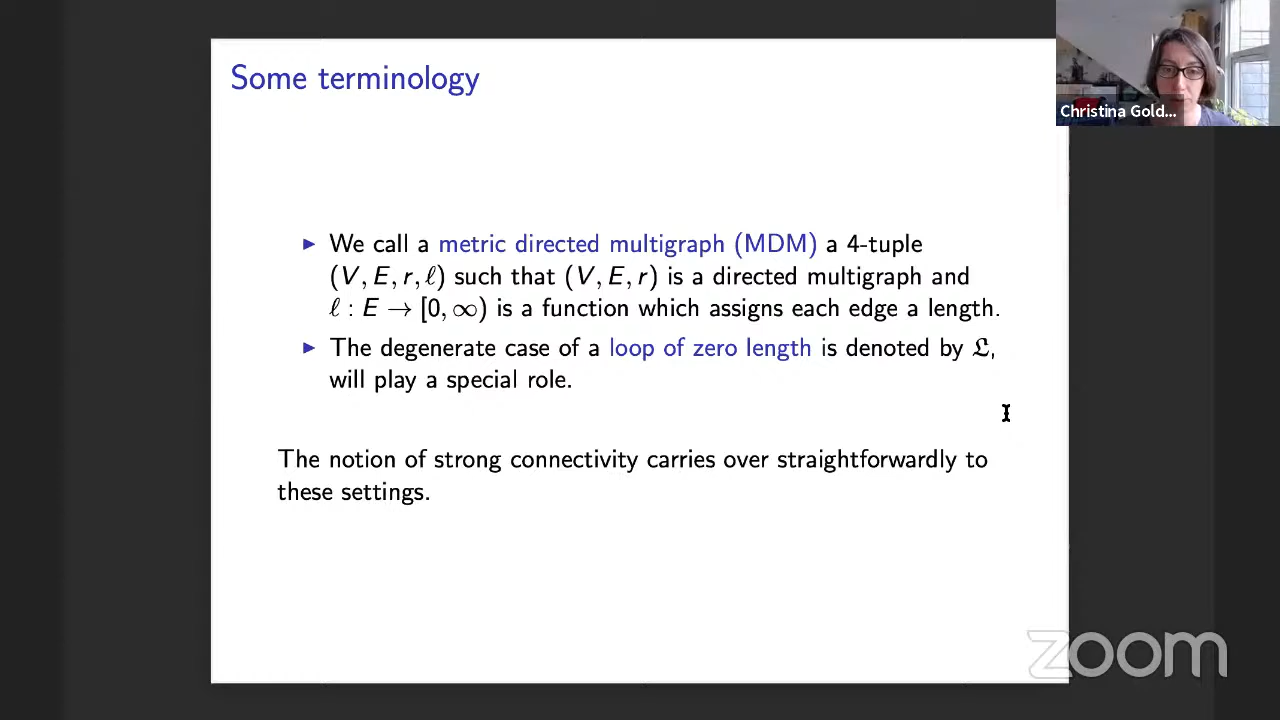 Some terminology
Christina Gold...
▶ We call a metric directed multigraph (MDM) a 4-tuple
(V, E, r, ℓ) such that (V, E, r) is a directed multigraph and
ℓ : E → [0, ∞) is a function which assigns each edge a length.
▶ The degenerate case of a loop of zero length is denoted by 𝔏,
will play a special role.
The notion of strong connectivity carries over straightforwardly to
these settings.
zoom